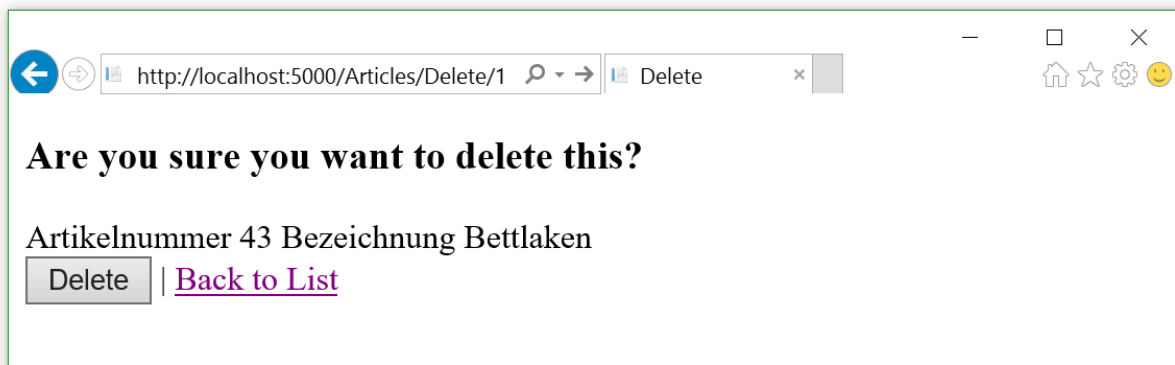 http://localhost:5000/Articles/Delete/1 Delete
Are you sure you want to delete this?
Artikelnummer 43 Bezeichnung Bettlaken
Delete | Back to List